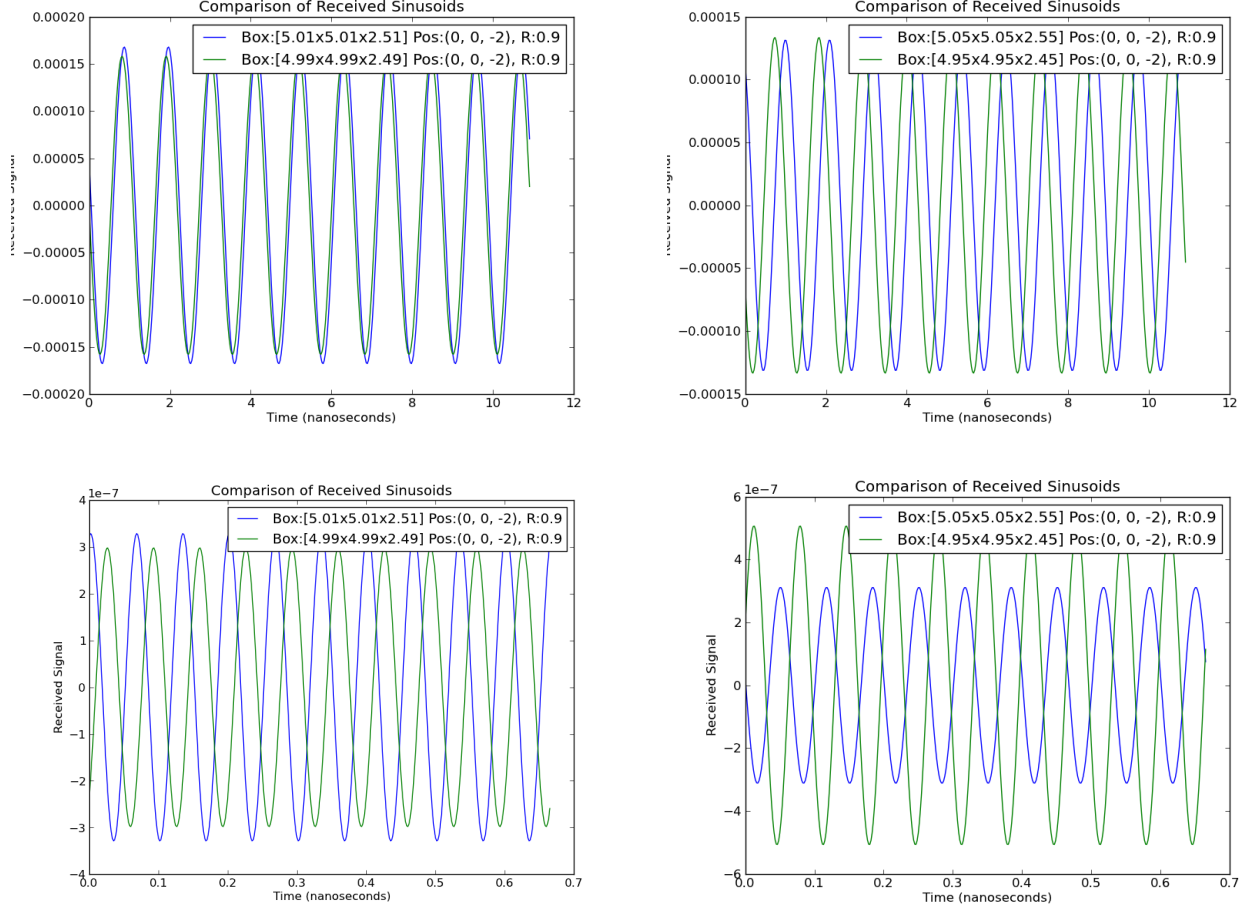 Comparison of Received Sinusoids
0.00020
0.00015
0.00010
0.00005
0.00000
−0.00005
−0.00010
−0.00015
−0.00020
Received Signal
Box:[5.01x5.01x2.51] Pos:(0, 0, -2), R:0.9
Box:[4.99x4.99x2.49] Pos:(0, 0, -2), R:0.9
0 2 4 6 8 10 12
Time (nanoseconds)
Comparison of Received Sinusoids
0.00015
0.00010
0.00005
0.00000
−0.00005
−0.00010
−0.00015
Received Signal
Box:[5.05x5.05x2.55] Pos:(0, 0, -2), R:0.9
Box:[4.95x4.95x2.45] Pos:(0, 0, -2), R:0.9
0 2 4 6 8 10 12
Time (nanoseconds)
1e−7
Comparison of Received Sinusoids
4
3
2
1
0
−1
−2
−3
−4
Received Signal
Box:[5.01x5.01x2.51] Pos:(0, 0, -2), R:0.9
Box:[4.99x4.99x2.49] Pos:(0, 0, -2), R:0.9
0.0 0.1 0.2 0.3 0.4 0.5 0.6 0.7
Time (nanoseconds)
1e−7
Comparison of Received Sinusoids
6
4
2
0
−2
−4
−6
Received Signal
Box:[5.05x5.05x2.55] Pos:(0, 0, -2), R:0.9
Box:[4.95x4.95x2.45] Pos:(0, 0, -2), R:0.9
0.0 0.1 0.2 0.3 0.4 0.5 0.6 0.7
Time (nanoseconds)